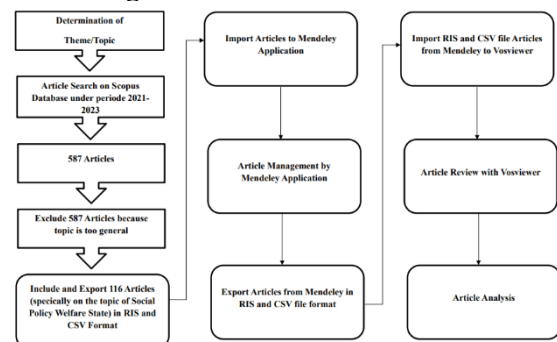 Determination of
Theme/Topic
Article Search on Scopus
Database under periode 2021-
2023
587 Articles
Exclude 587 Articles because
topic is too general
Include and Export 116 Articles
(specically on the topic of Social
Policy Welfare State) in RIS and
CSV Format
Import Articles to Mendeley
Application
Article Management by
Mendeley Application
Export Articles from Mendeley in
RIS and CSV file format
Import RIS and CSV file Articles
from Mendeley to Vosviewer
Article Review with Vosviewer
Article Analysis